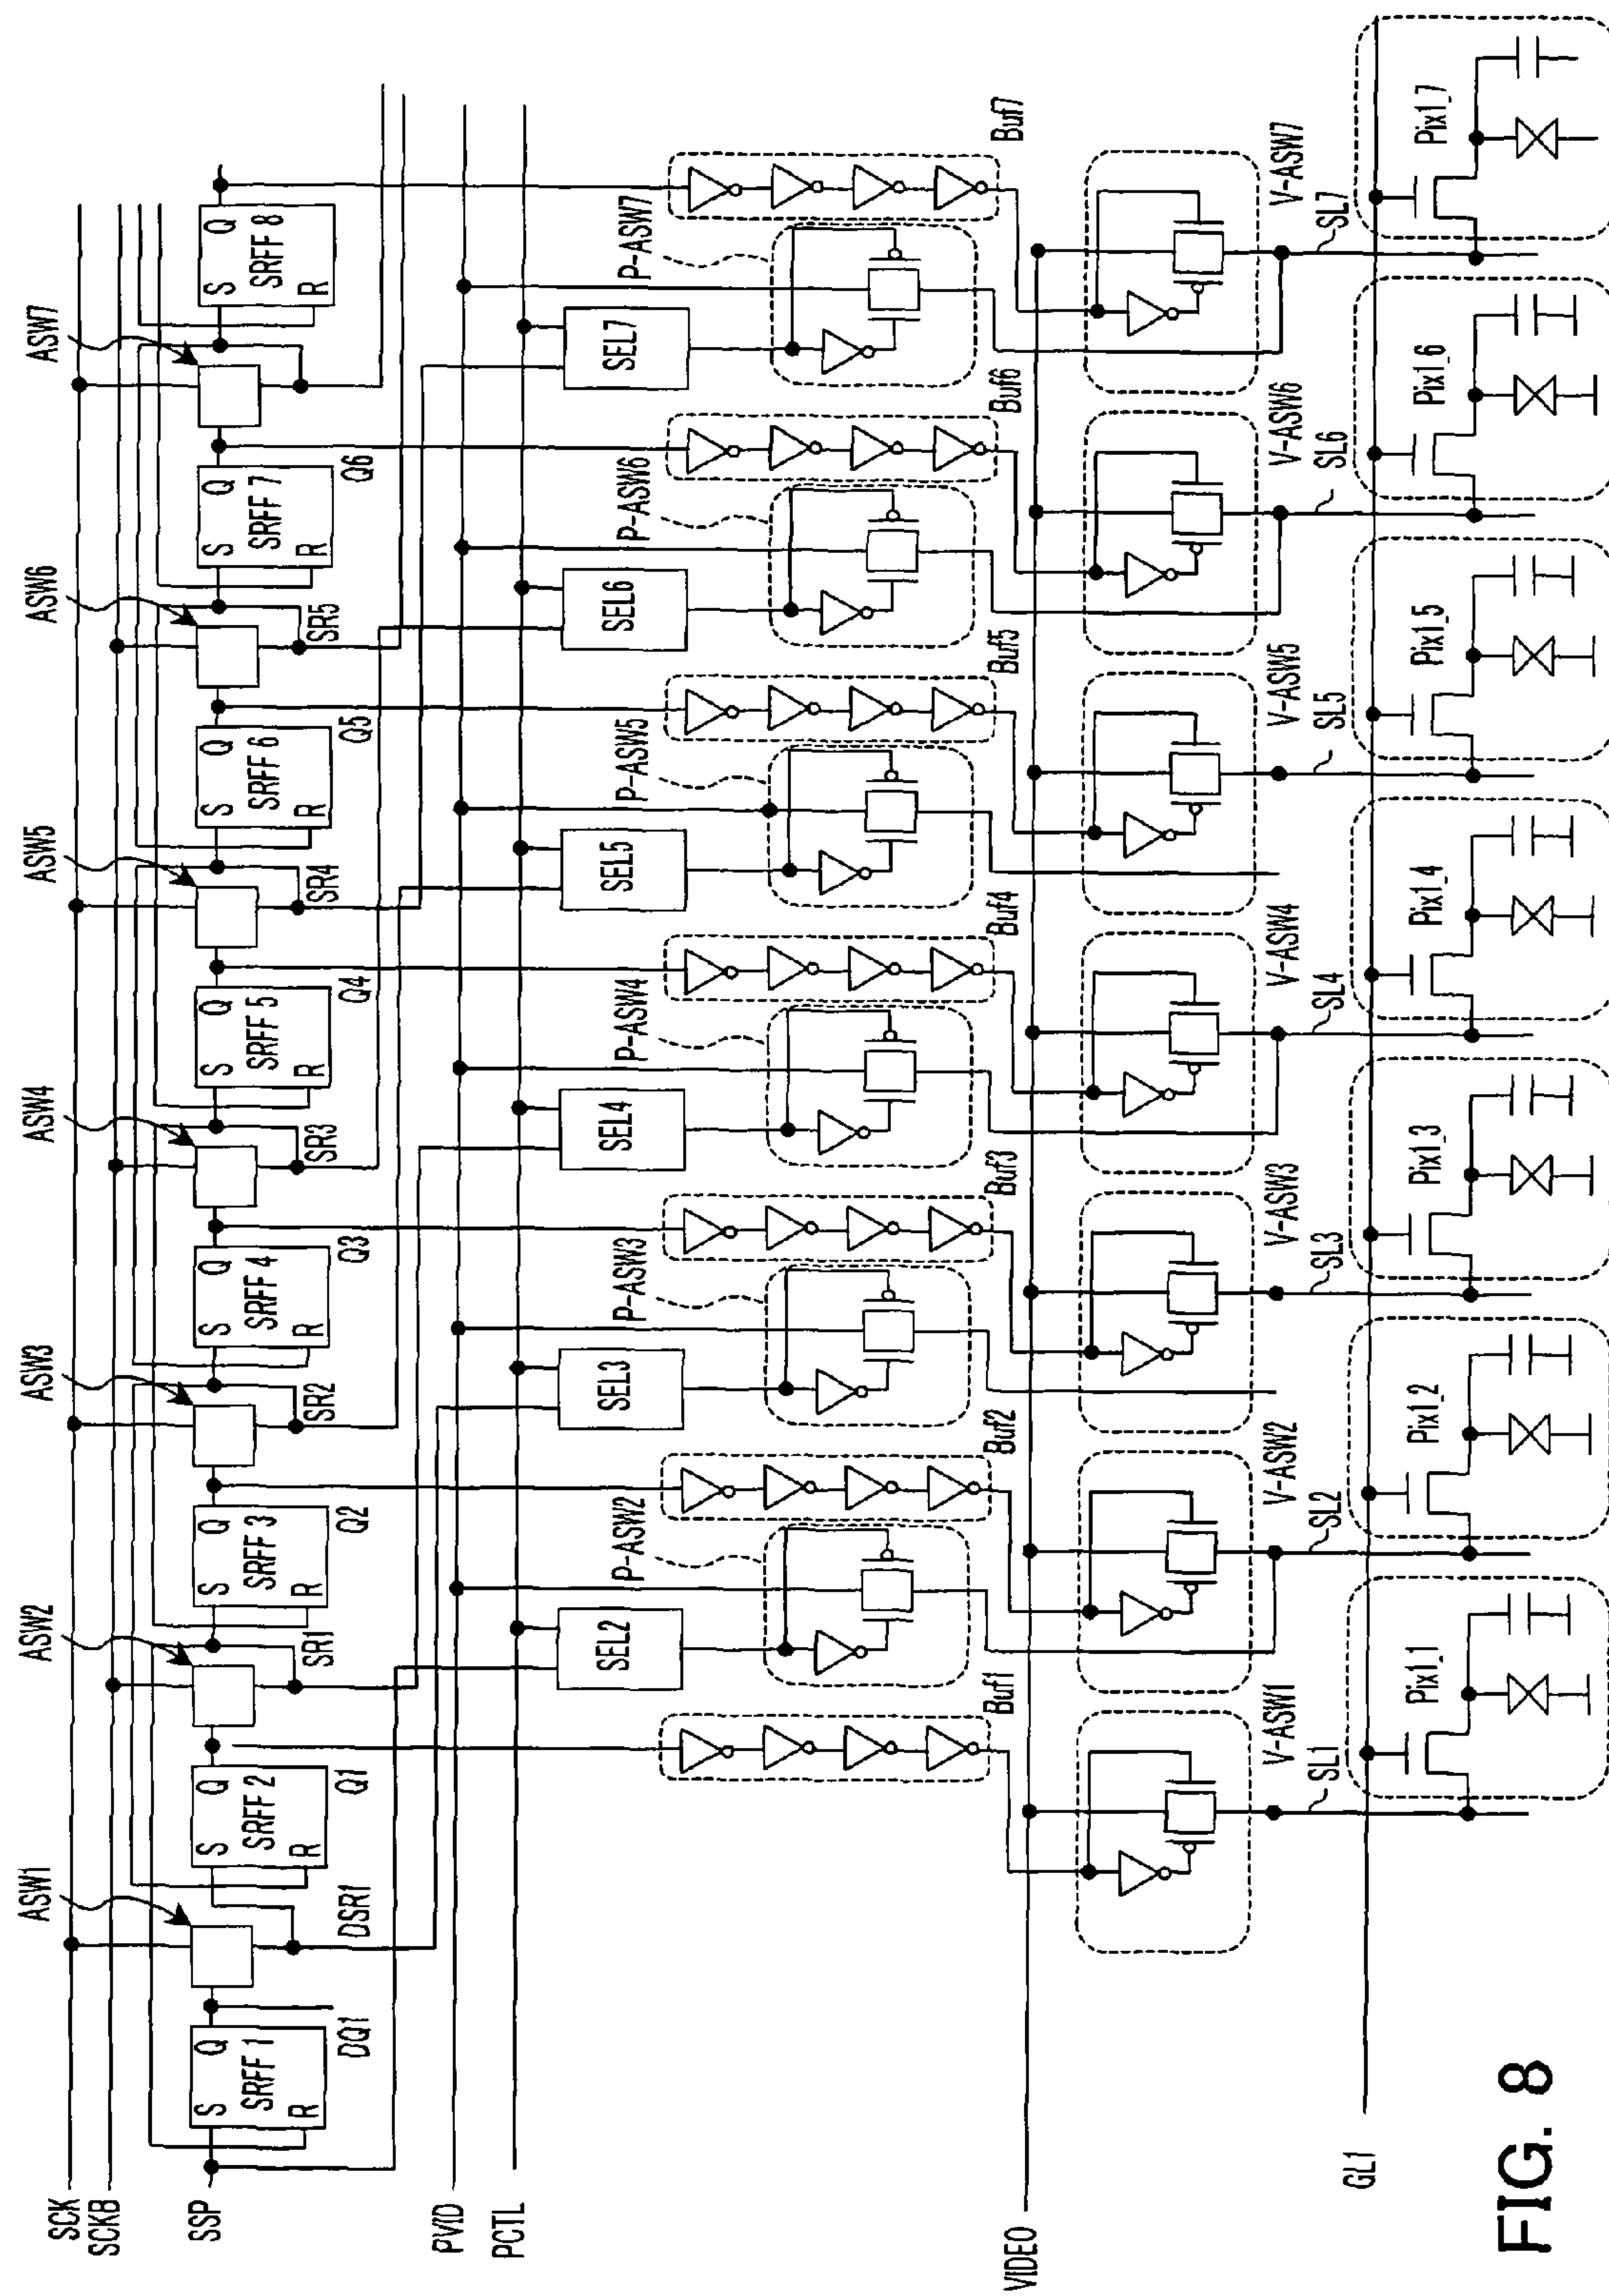 ASW1 ASW2 ASW3 ASW4 ASW5 ASW6 ASW7
SCK
SCKB
SSP
S Q SRFF 1 R
S Q SRFF 2 R
S Q SRFF 3 R
S Q SRFF 4 R
S Q SRFF 5 R
S Q SRFF 6 R
S Q SRFF 7 R
S Q SRFF 8 R
DSR1 SR1 SR2 SR3 SR4 SR5
DQ1 Q1 Q2 Q3 Q4 Q5 Q6
PVID
PCTL
SEL2 SEL3 SEL4 SEL5 SEL6 SEL7
P-ASW2 P-ASW3 P-ASW4 P-ASW5 P-ASW6 P-ASW7
Buf1 Buf2 Buf3 Buf4 Buf5 Buf6 Buf7
VIDEO
V-ASW1 V-ASW2 V-ASW3 V-ASW4 V-ASW5 V-ASW6 V-ASW7
SL1 SL2 SL3 SL4 SL5 SL6 SL7
GL1
Pix1_1 Pix1_2 Pix1_3 Pix1_4 Pix1_5 Pix1_6 Pix1_7
FIG. 8